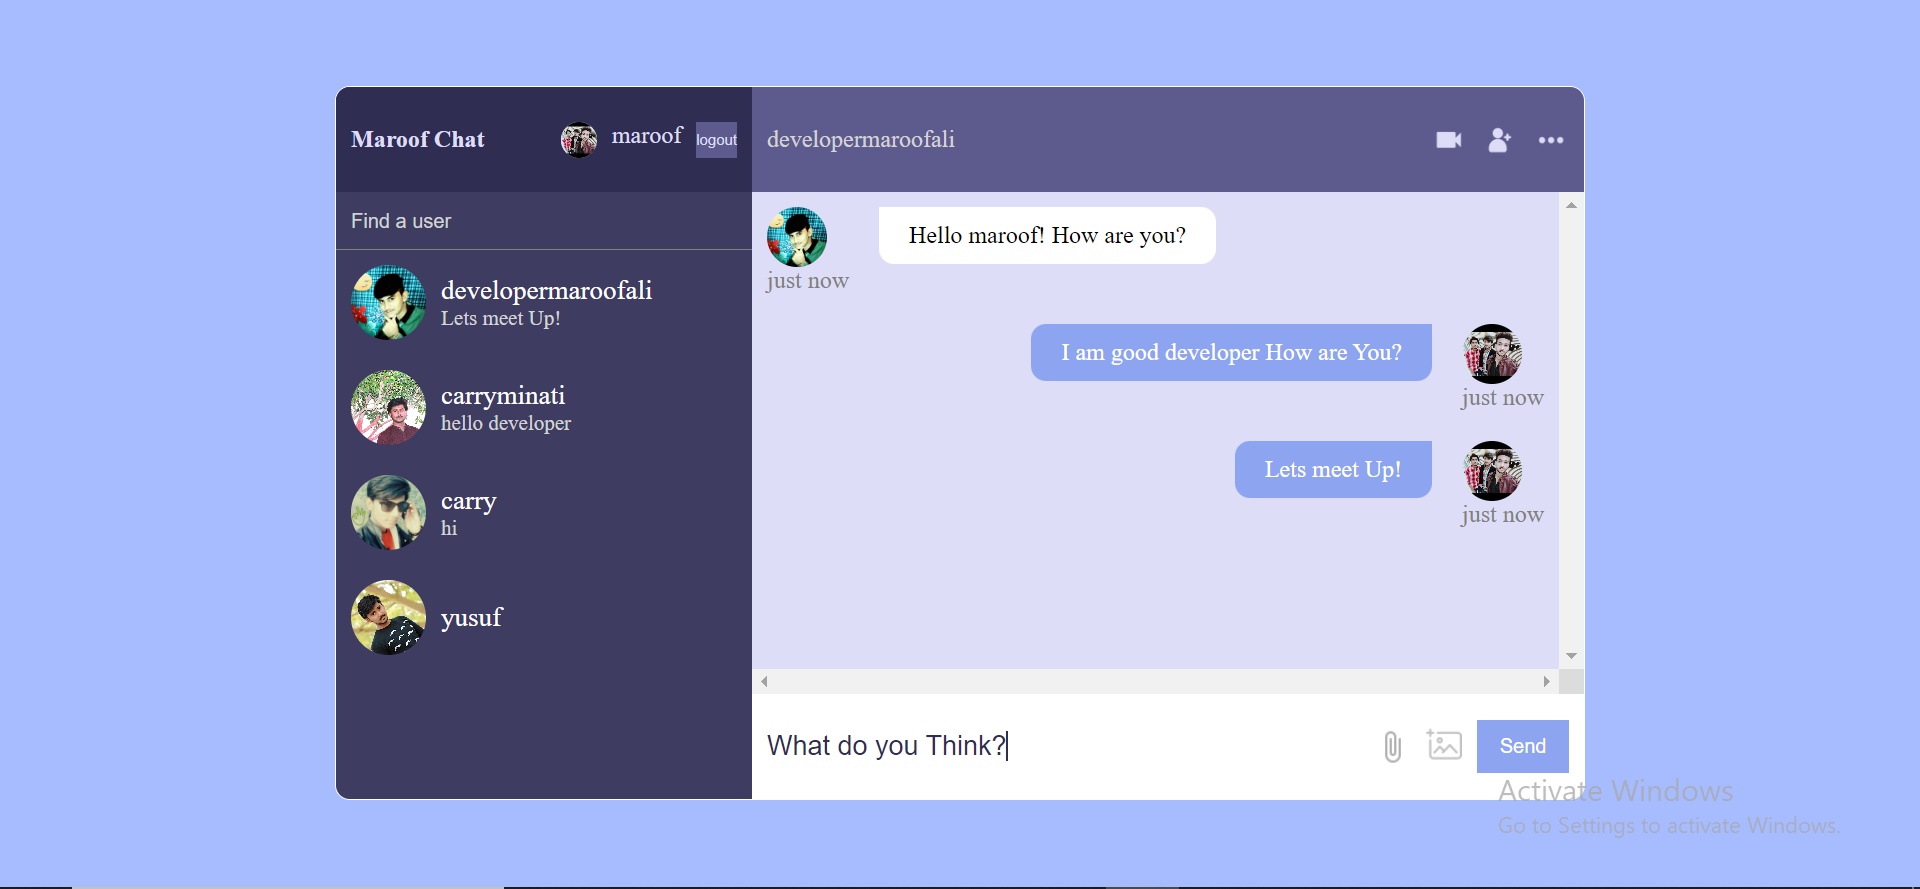 Maroof Chat
maroof
logout
Find a user
developermaroofali
Lets meet Up!
carryminati
hello developer
carry
hi
yusuf
developermaroofali
Hello maroof! How are you?
just now
I am good developer How are You?
just now
Lets meet Up!
just now
What do you Think?
Send
Activate Windows
Go to Settings to activate Windows.